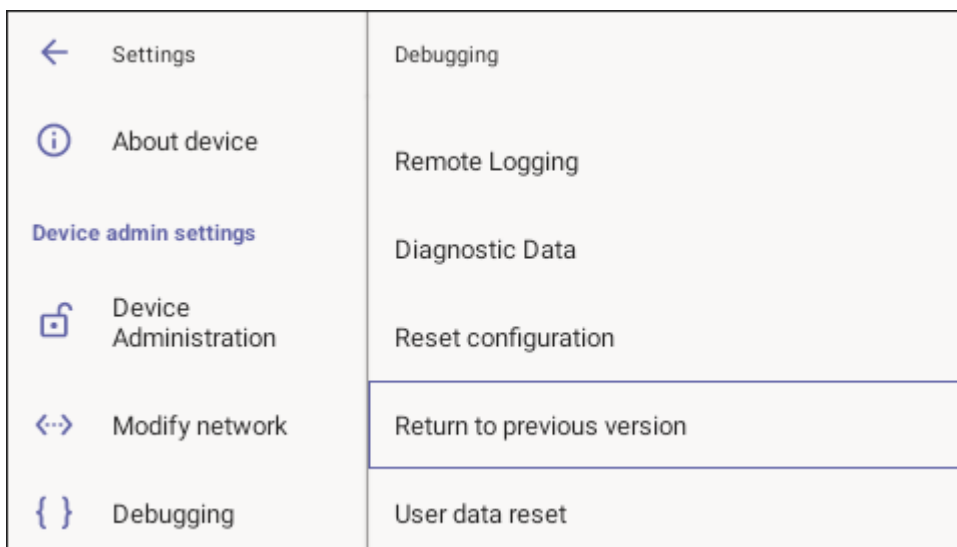 Settings
About device
Device admin settings
Device
Administration
Modify network
Debugging
Debugging
Remote Logging
Diagnostic Data
Reset configuration
Return to previous version
User data reset